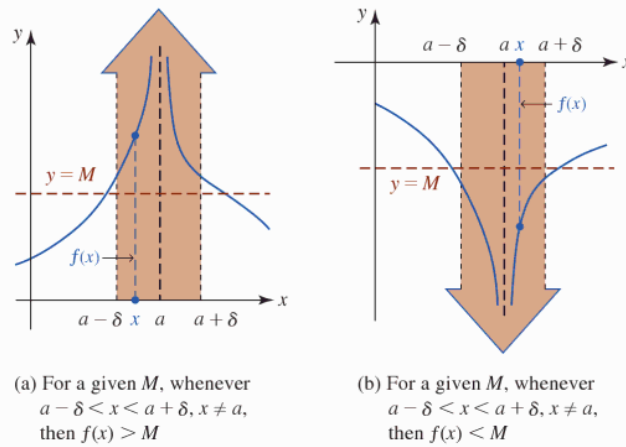 y
y = M
f(x)
x
a − δ x a a + δ
(a) For a given M, whenever
a − δ < x < a + δ, x ≠ a,
then f(x) > M
y
a − δ a x a + δ
x
f(x)
y = M
(b) For a given M, whenever
a − δ < x < a + δ, x ≠ a,
then f(x) < M